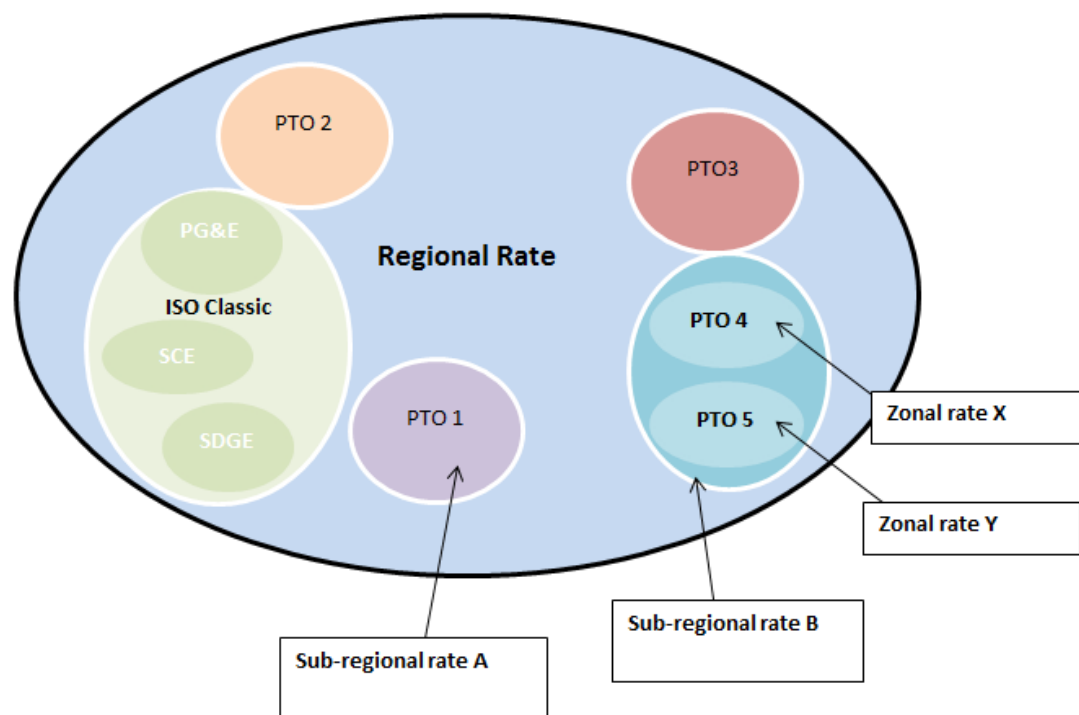 PTO 2
PTO3
PG&E
Regional Rate
ISO Classic
PTO 4
SCE
Zonal rate X
PTO 1
PTO 5
SDGE
Zonal rate Y
Sub-regional rate B
Sub-regional rate A